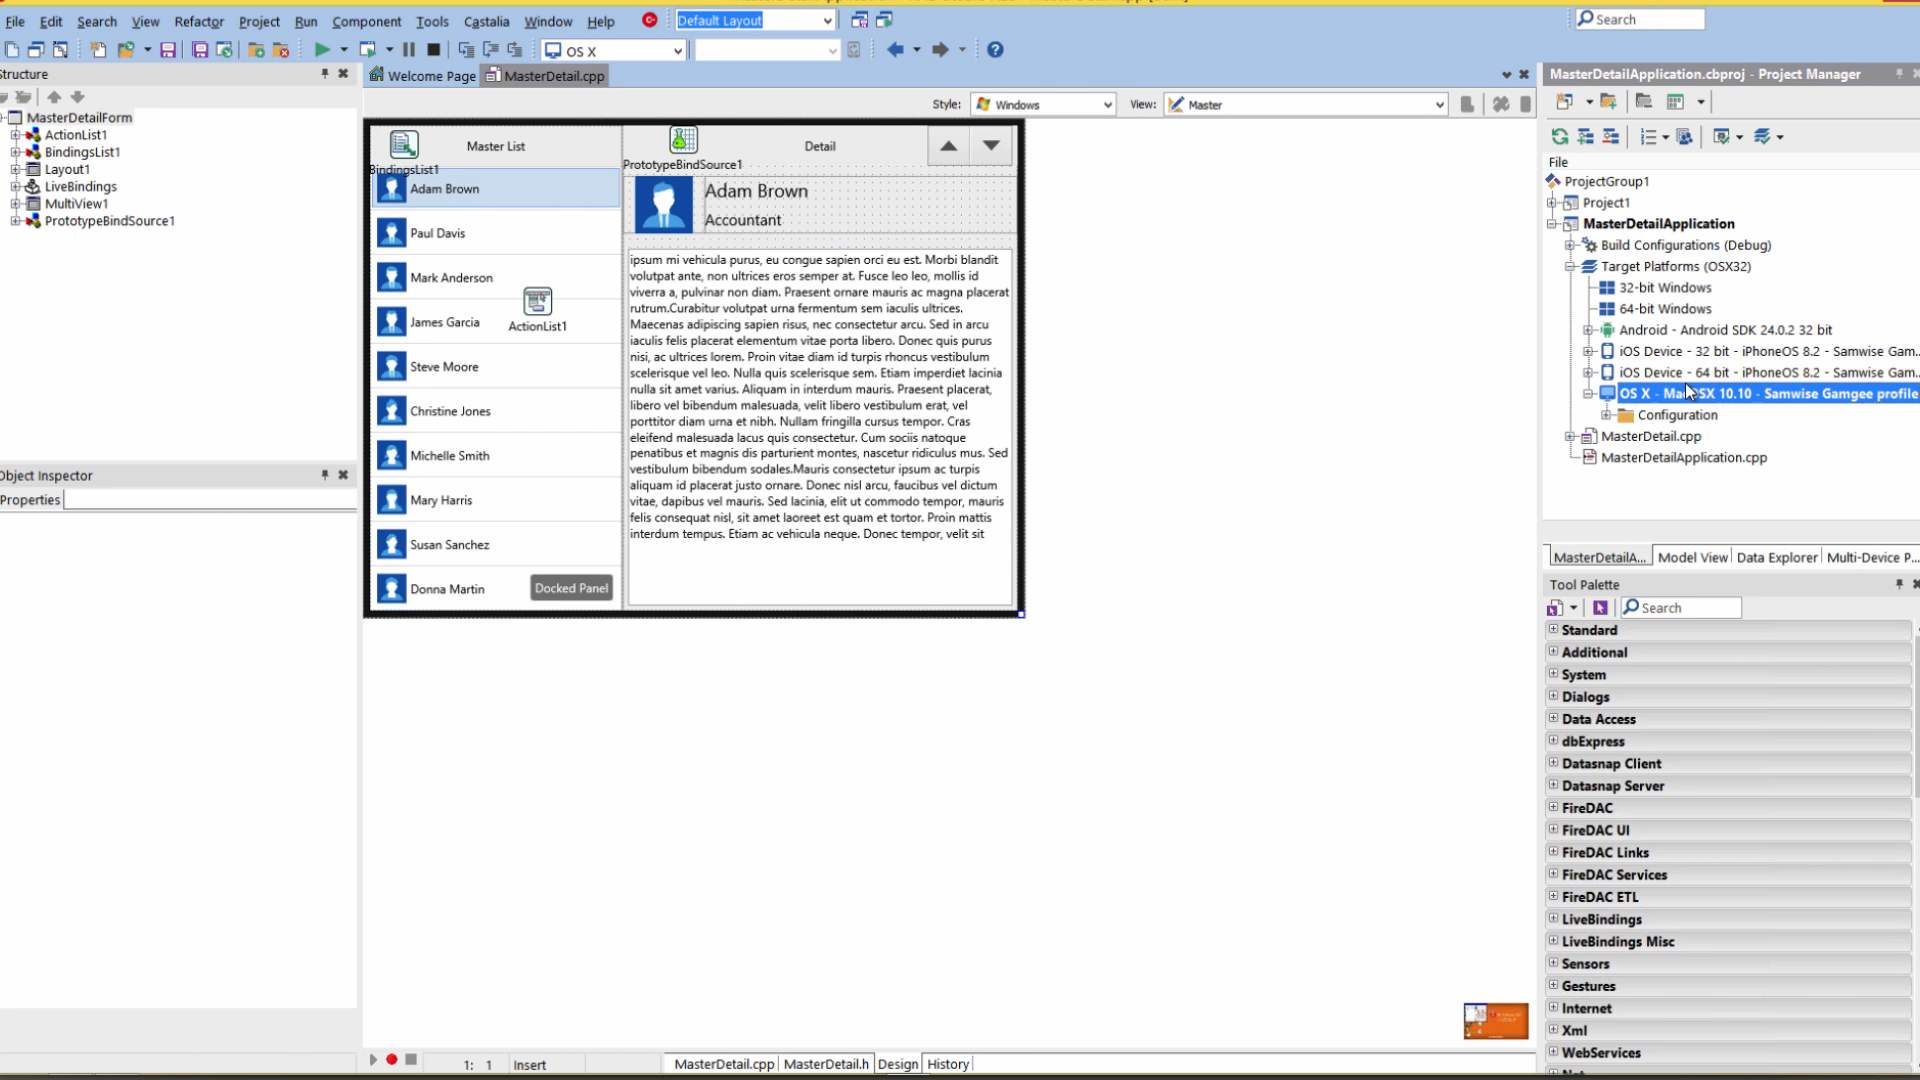 File Edit Search View Refactor Project Run Component Tools Castalia Window Help Default Layout Search
OS X
Structure
Welcome Page MasterDetail.cpp
MasterDetailApplication.cbproj - Project Manager
Style: Windows View: Master
MasterDetailForm
ActionList1
BindingsList1
Layout1
LiveBindings
MultiView1
PrototypeBindSource1
Object Inspector
Properties
BindingsList1
Master List
Adam Brown
Paul Davis
Mark Anderson
James Garcia
ActionList1
Steve Moore
Christine Jones
Michelle Smith
Mary Harris
Susan Sanchez
Donna Martin
Docked Panel
PrototypeBindSource1
Detail
Adam Brown
Accountant
ipsum mi vehicula purus, eu congue sapien orci eu est. Morbi blandit
volutpat ante, non ultrices eros semper at. Fusce leo leo, mollis id
viverra a, pulvinar non diam. Praesent ornare mauris ac magna placerat
rutrum.Curabitur volutpat urna fermentum sem iaculis ultrices.
Maecenas adipiscing sapien risus, nec consectetur arcu. Sed in arcu
iaculis felis placerat elementum vitae porta libero. Donec quis purus
nisi, ac ultrices lorem. Proin vitae diam id turpis rhoncus vestibulum
scelerisque vel leo. Nulla quis scelerisque sem. Etiam imperdiet lacinia
nulla sit amet varius. Aliquam in interdum mauris. Praesent placerat,
libero vel bibendum malesuada, velit libero vestibulum erat, vel
porttitor diam urna et nibh. Nullam fringilla cursus tempor. Cras
eleifend malesuada lacus quis consectetur. Cum sociis natoque
penatibus et magnis dis parturient montes, nascetur ridiculus mus. Sed
vestibulum bibendum sodales.Mauris consectetur ipsum ac turpis
aliquam id placerat justo ornare. Donec nisl arcu, faucibus vel dictum
vitae, dapibus vel mauris. Sed lacinia, elit ut commodo tempor, mauris
felis consequat nisl, sit amet laoreet est quam et tortor. Proin mattis
interdum tempus. Etiam ac vehicula neque. Donec tempor, velit sit
File
ProjectGroup1
Project1
MasterDetailApplication
Build Configurations (Debug)
Target Platforms (OSX32)
32-bit Windows
64-bit Windows
Android - Android SDK 24.0.2 32 bit
iOS Device - 32 bit - iPhoneOS 8.2 - Samwise Gam...
iOS Device - 64 bit - iPhoneOS 8.2 - Samwise Gam...
OS X - MacOSX 10.10 - Samwise Gamgee profile
Configuration
MasterDetail.cpp
MasterDetailApplication.cpp
MasterDetailA... Model View Data Explorer Multi-Device P...
Tool Palette
Search
Standard
Additional
System
Dialogs
Data Access
dbExpress
Datasnap Client
Datasnap Server
FireDAC
FireDAC UI
FireDAC Links
FireDAC Services
FireDAC ETL
LiveBindings
LiveBindings Misc
Sensors
Gestures
Internet
Xml
WebServices
1: 1 Insert MasterDetail.cpp MasterDetail.h Design History